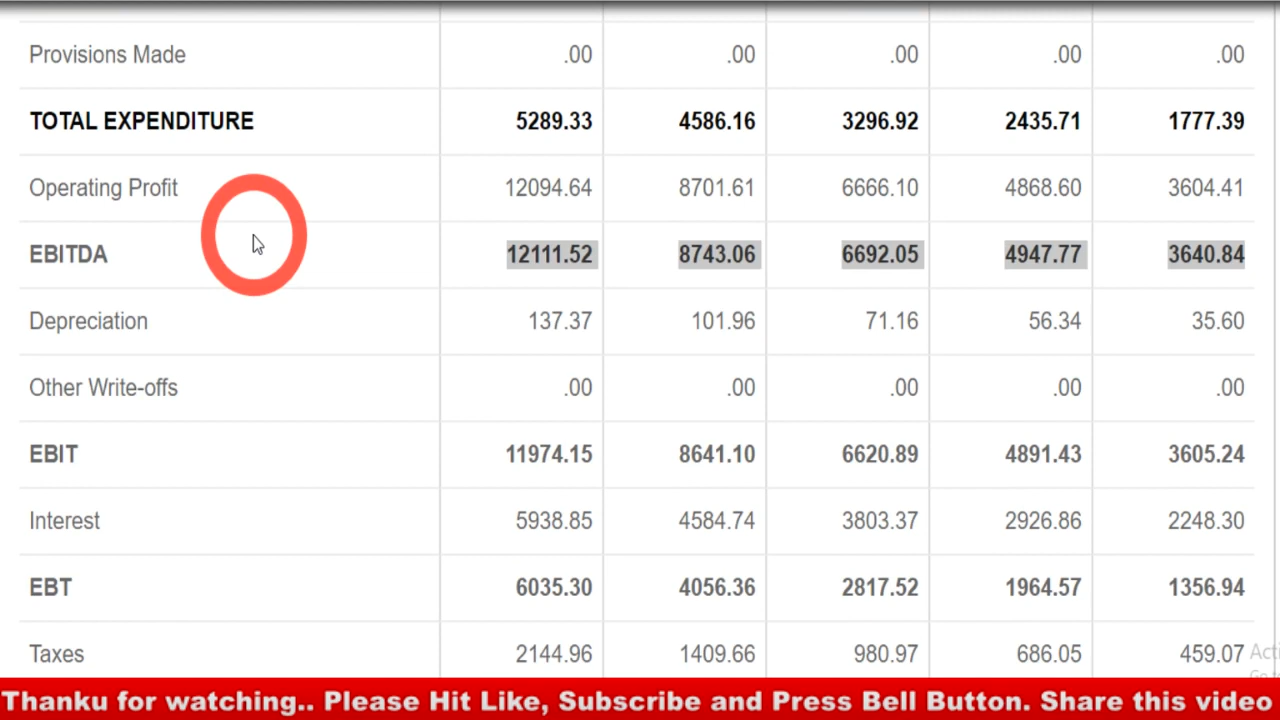 Provisions Made .00 .00 .00 .00 .00
TOTAL EXPENDITURE 5289.33 4586.16 3296.92 2435.71 1777.39
Operating Profit 12094.64 8701.61 6666.10 4868.60 3604.41
EBITDA 12111.52 8743.06 6692.05 4947.77 3640.84
Depreciation 137.37 101.96 71.16 56.34 35.60
Other Write-offs .00 .00 .00 .00 .00
EBIT 11974.15 8641.10 6620.89 4891.43 3605.24
Interest 5938.85 4584.74 3803.37 2926.86 2248.30
EBT 6035.30 4056.36 2817.52 1964.57 1356.94
Taxes 2144.96 1409.66 980.97 686.05 459.07
Thanku for watching.. Please Hit Like, Subscribe and Press Bell Button. Share this video